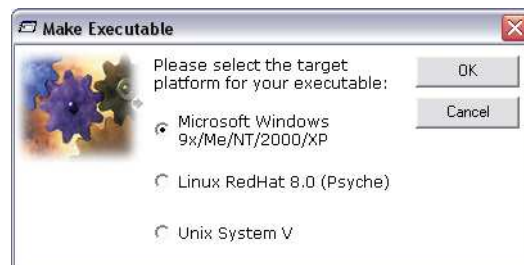 Make Executable
Please select the target
platform for your executable:
OK
Cancel
Microsoft Windows
9x/Me/NT/2000/XP
Linux RedHat 8.0 (Psyche)
Unix System V